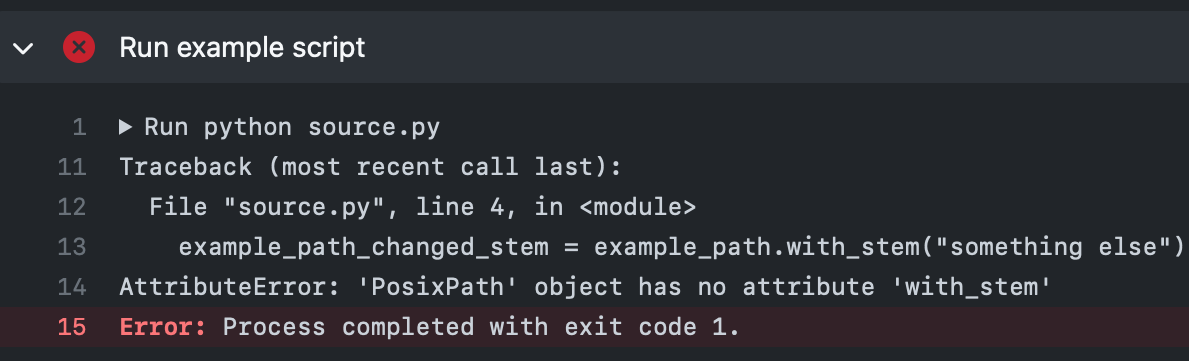 Run example script
1 ▶ Run python source.py
11 Traceback (most recent call last):
12 File "source.py", line 4, in <module>
13 example_path_changed_stem = example_path.with_stem("something else")
14 AttributeError: 'PosixPath' object has no attribute 'with_stem'
15 Error: Process completed with exit code 1.